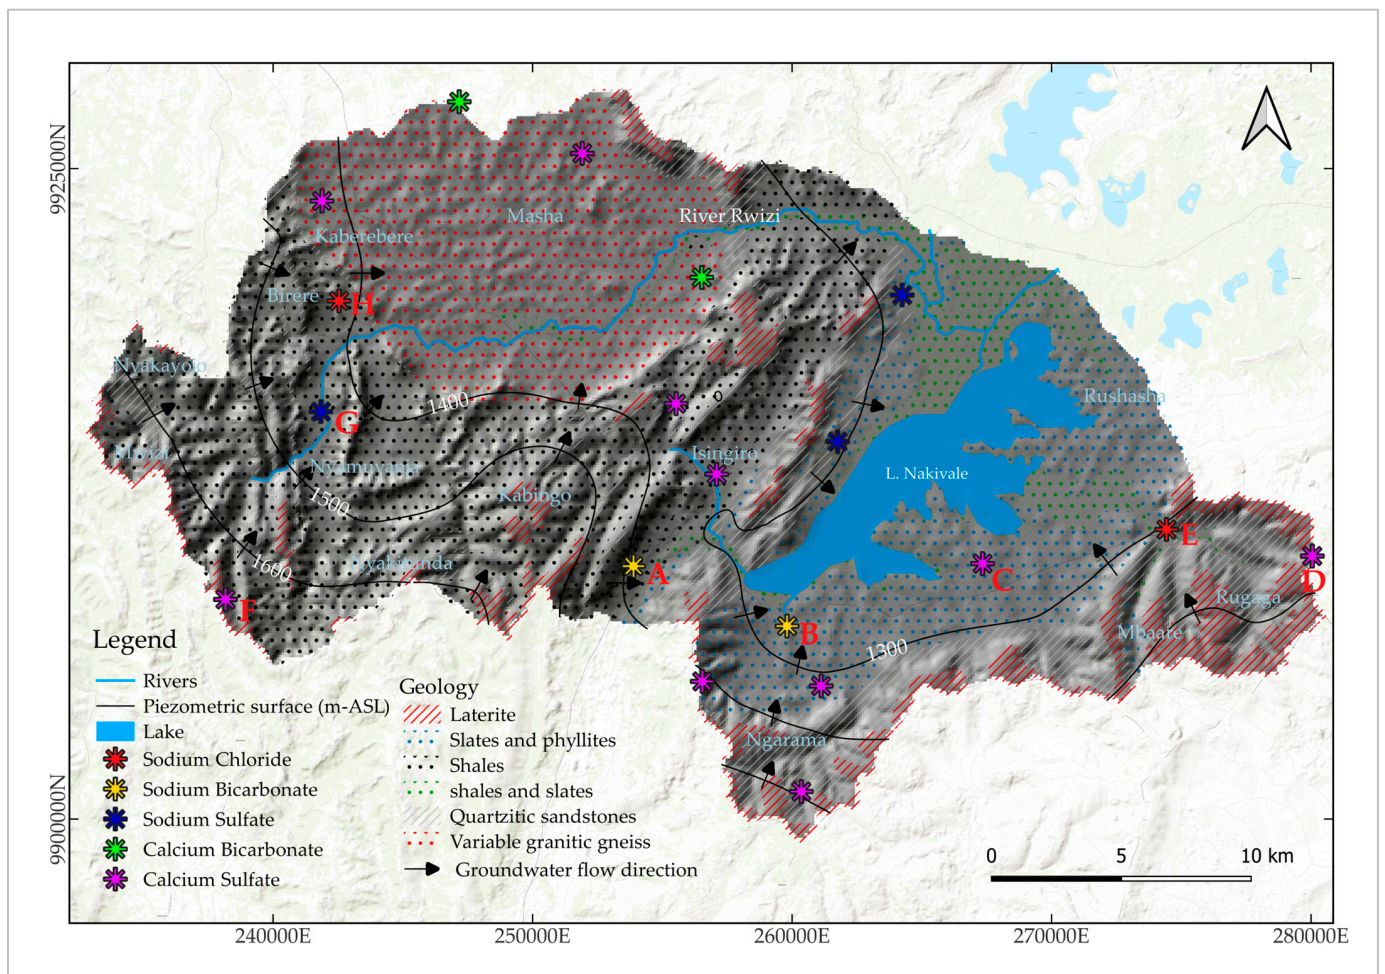 9925000N
9900000N
240000E
250000E
260000E
270000E
280000E
River Rwizi
Masha
Kaberebere
Birere
H
Nyakayojo
Rushasha
1400
G
Mwizi
Isingiro
L. Nakivale
Nyamuyanja
1500
Kabingo
E
1600
Nyakitunda
A
C
D
F
Rugaga
B
Mbaare
1300
Ngarama
Legend
Rivers
Piezometric surface (m-ASL)
Lake
Sodium Chloride
Sodium Bicarbonate
Sodium Sulfate
Calcium Bicarbonate
Calcium Sulfate
Geology
Laterite
Slates and phyllites
Shales
shales and slates
Quartzitic sandstones
Variable granitic gneiss
Groundwater flow direction
0 5 10 km